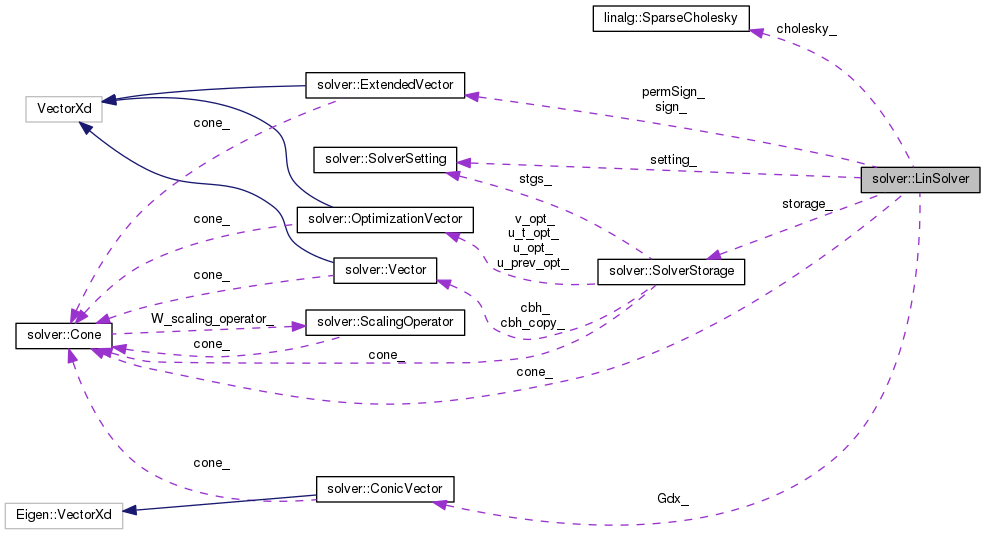 linalg::SparseCholesky
cholesky_
solver::ExtendedVector
VectorXd
permSign_
sign_
cone_
solver::SolverSetting
setting_
stgs_
solver::LinSolver
storage_
solver::OptimizationVector
cone_
v_opt_
u_t_opt_
u_opt_
u_prev_opt_
solver::Vector
solver::SolverStorage
cone_
cbh_
cbh_copy_
W_scaling_operator_
solver::ScalingOperator
solver::Cone
cone_
cone_
cone_
cone_
solver::ConicVector
Gdx_
Eigen::VectorXd